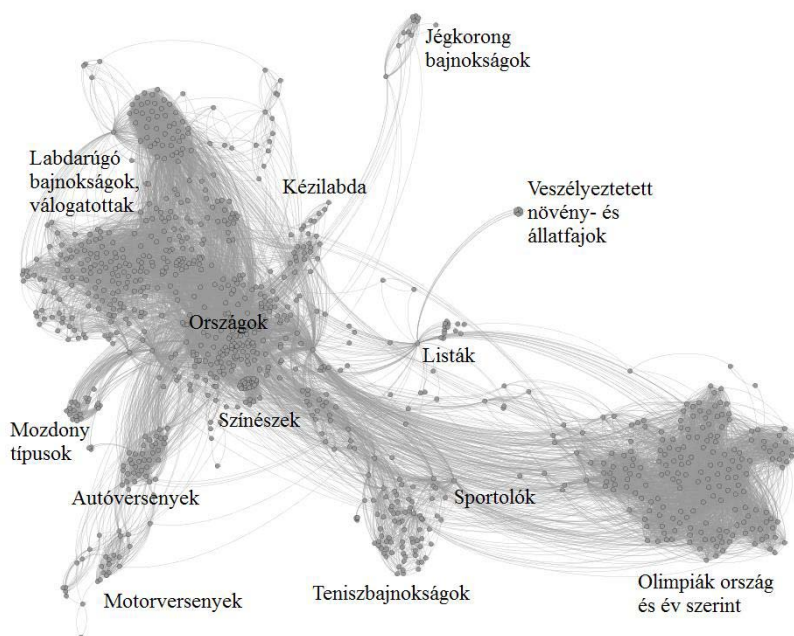 Jégkorong
bajnokságok
Labdarúgó
bajnokságok,
válogatottak
Kézilabda
Veszélyeztetett
növény- és
állatfajok
Országok
Listák
Színészek
Mozdony
típusok
Autóversenyek
Sportolók
Motorversenyek
Teniszbajnokságok
Olimpiák ország
és év szerint